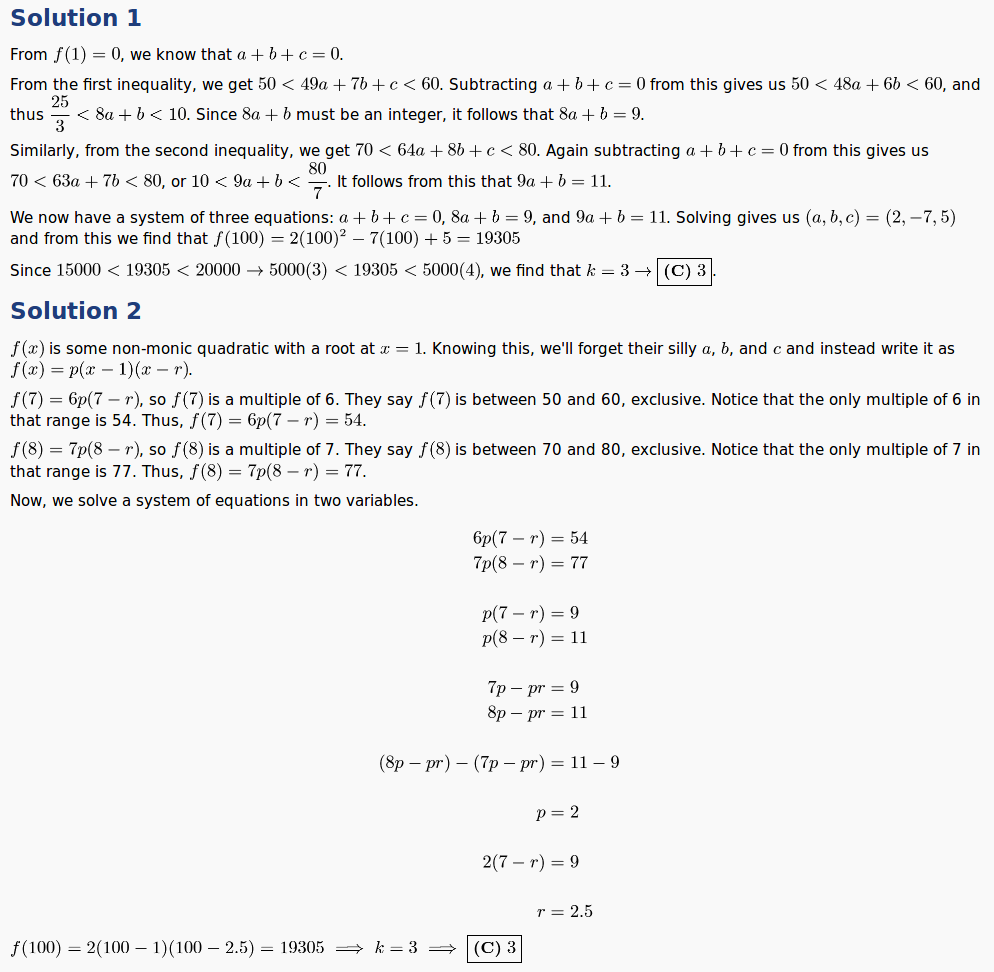 Solution 1
From f(1) = 0, we know that a + b + c = 0.
From the first inequality, we get 50 < 49a + 7b + c < 60. Subtracting a + b + c = 0 from this gives us 50 < 48a + 6b < 60, and
thus 25/3 < 8a + b < 10. Since 8a + b must be an integer, it follows that 8a + b = 9.
Similarly, from the second inequality, we get 70 < 64a + 8b + c < 80. Again subtracting a + b + c = 0 from this gives us
70 < 63a + 7b < 80, or 10 < 9a + b < 80/7. It follows from this that 9a + b = 11.
We now have a system of three equations: a + b + c = 0, 8a + b = 9, and 9a + b = 11. Solving gives us (a, b, c) = (2, −7, 5)
and from this we find that f(100) = 2(100)² − 7(100) + 5 = 19305
Since 15000 < 19305 < 20000 → 5000(3) < 19305 < 5000(4), we find that k = 3 → (C) 3.
Solution 2
f(x) is some non-monic quadratic with a root at x = 1. Knowing this, we'll forget their silly a, b, and c and instead write it as
f(x) = p(x − 1)(x − r).
f(7) = 6p(7 − r), so f(7) is a multiple of 6. They say f(7) is between 50 and 60, exclusive. Notice that the only multiple of 6 in
that range is 54. Thus, f(7) = 6p(7 − r) = 54.
f(8) = 7p(8 − r), so f(8) is a multiple of 7. They say f(8) is between 70 and 80, exclusive. Notice that the only multiple of 7 in
that range is 77. Thus, f(8) = 7p(8 − r) = 77.
Now, we solve a system of equations in two variables.
6p(7 − r) = 54
7p(8 − r) = 77
p(7 − r) = 9
p(8 − r) = 11
7p − pr = 9
8p − pr = 11
(8p − pr) − (7p − pr) = 11 − 9
p = 2
2(7 − r) = 9
r = 2.5
f(100) = 2(100 − 1)(100 − 2.5) = 19305 ⟹ k = 3 ⟹ (C) 3